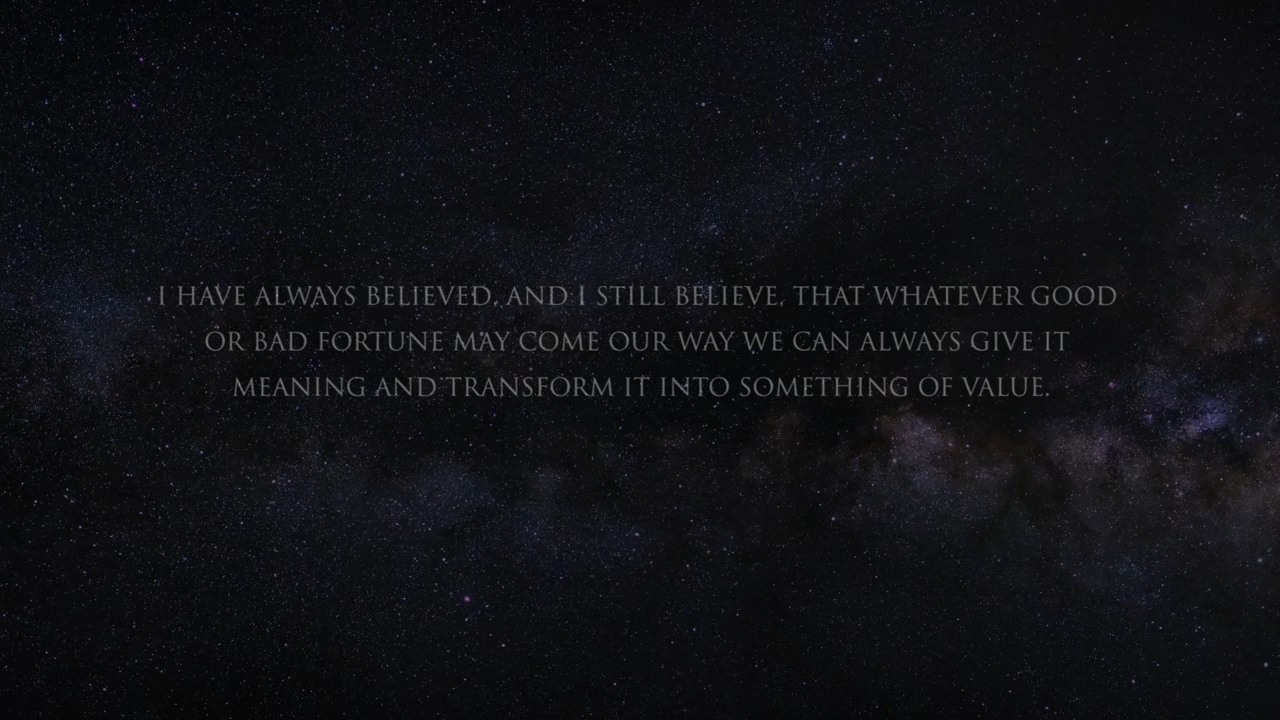 I HAVE ALWAYS BELIEVED, AND I STILL BELIEVE, THAT WHATEVER GOOD
OR BAD FORTUNE MAY COME OUR WAY WE CAN ALWAYS GIVE IT
MEANING AND TRANSFORM IT INTO SOMETHING OF VALUE.